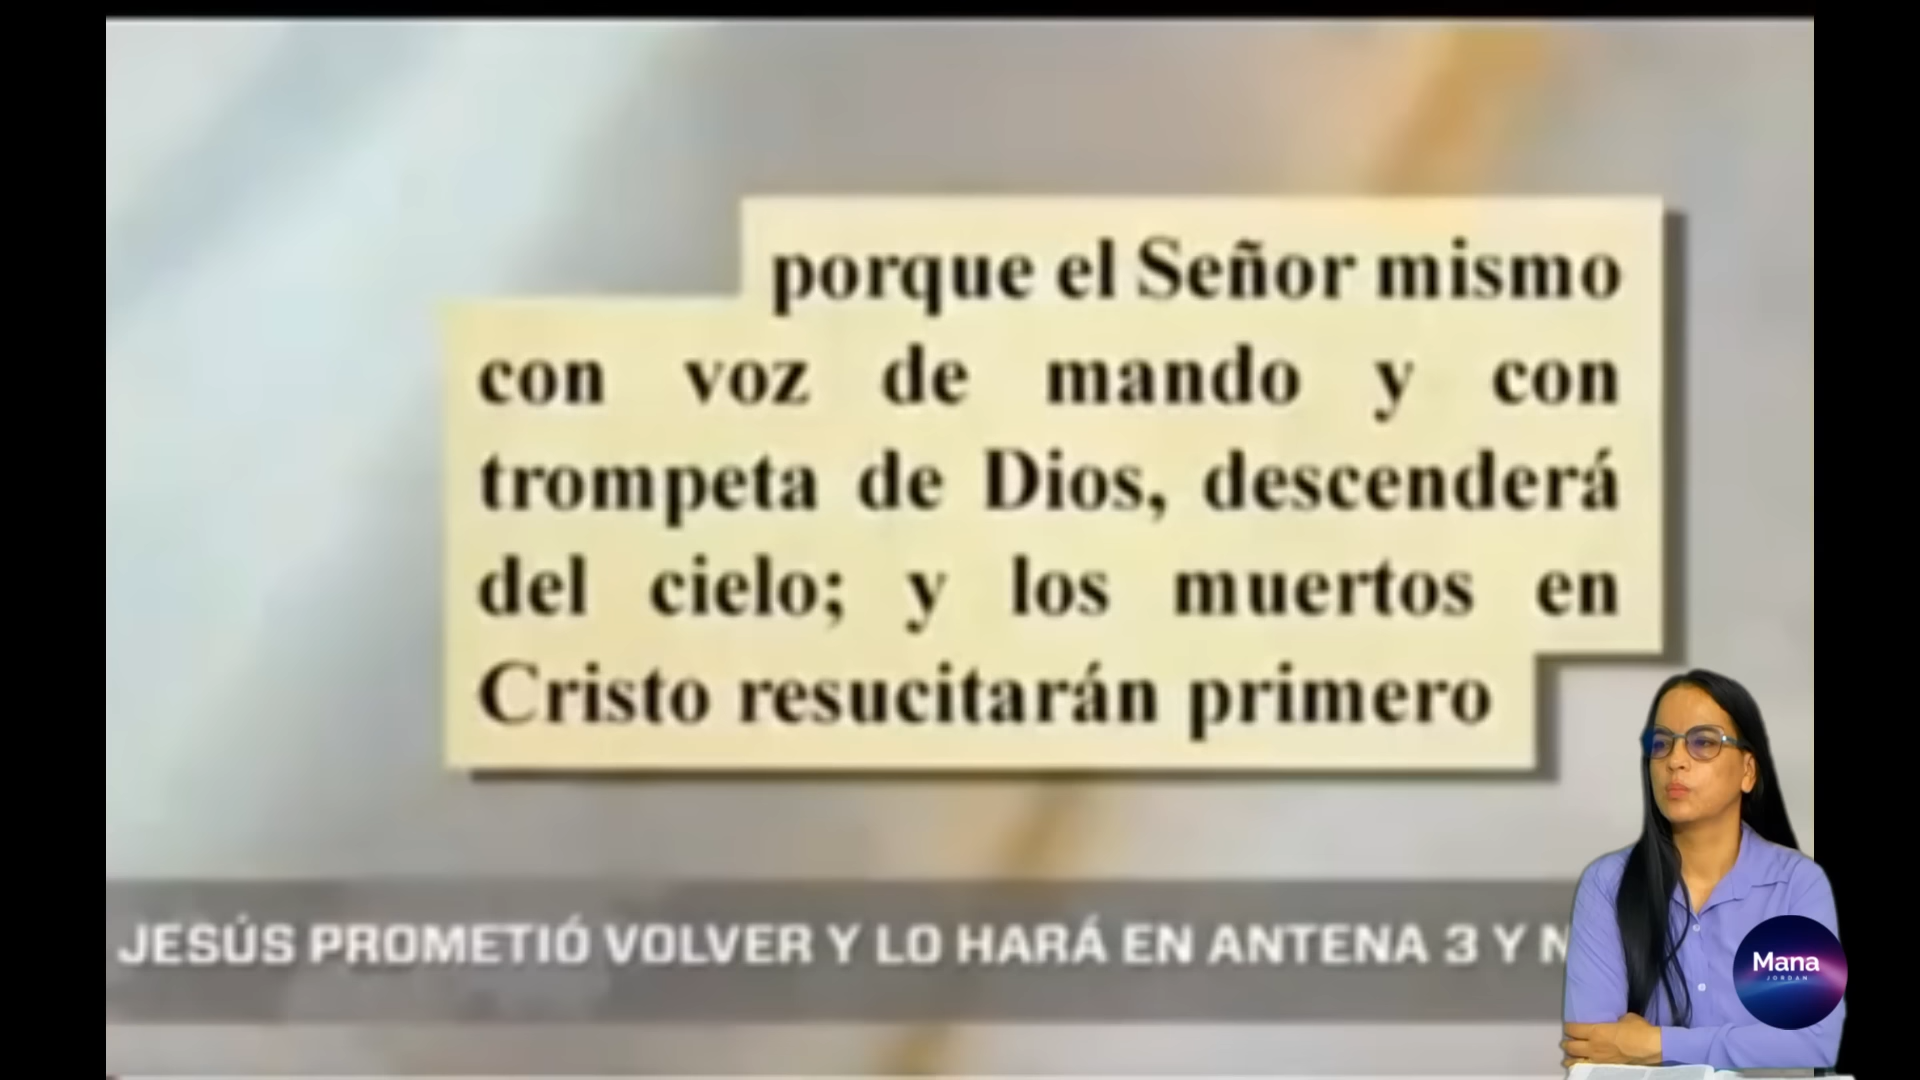 porque el Señor mismo
con voz de mando y con
trompeta de Dios, descenderá
del cielo; y los muertos en
Cristo resucitarán primero
JESÚS PROMETIÓ VOLVER Y LO HARÁ EN ANTENA 3 Y N
Mana
JORDAN